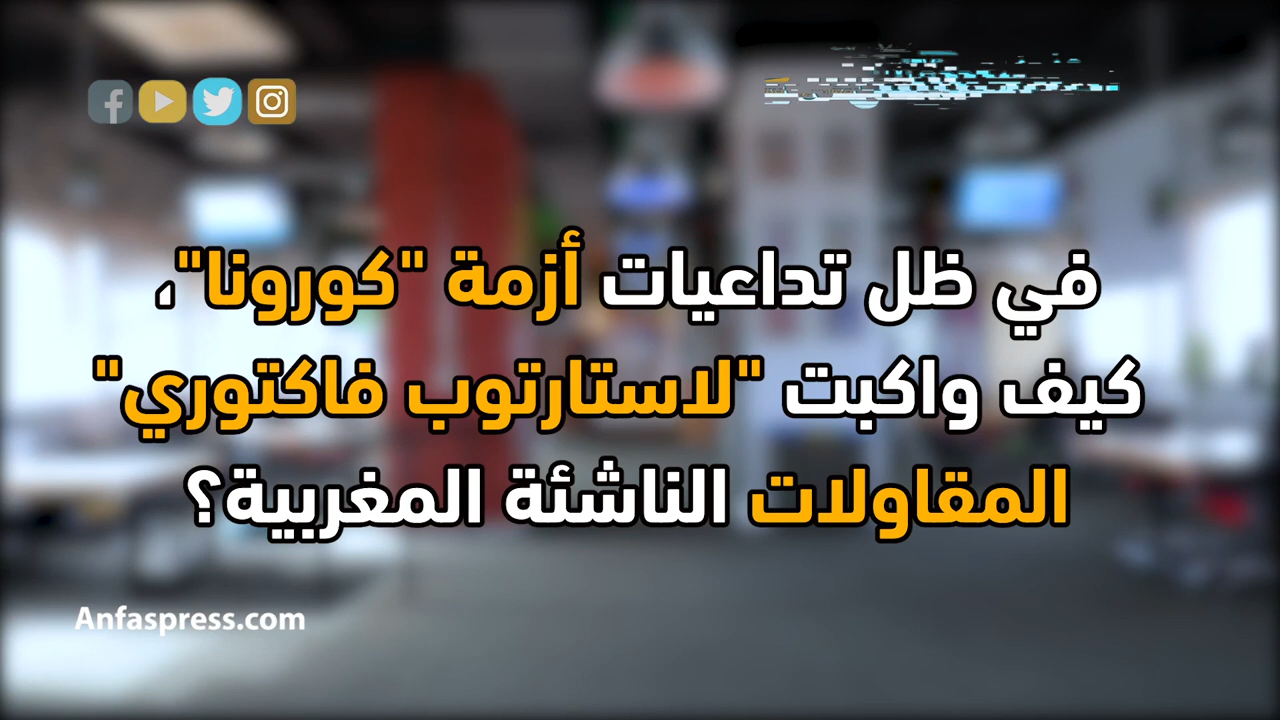 في ظل تداعيات أزمة "كورونا"،
كيف واكبت "لاستارتوب فاكتوري"
المقاولات الناشئة المغربية؟
Anfaspress.com